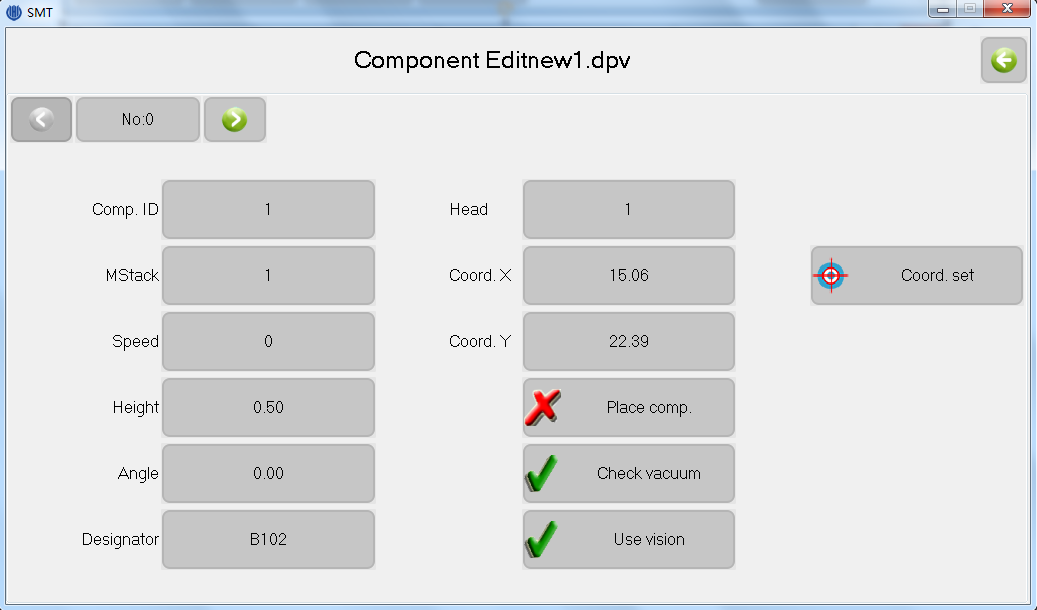 SMT
Component Editnew1.dpv
No:0
Comp. ID 1 Head 1
MStack 1 Coord. X 15.06 Coord. set
Speed 0 Coord. Y 22.39
Height 0.50 Place comp.
Angle 0.00 Check vacuum
Designator B102 Use vision